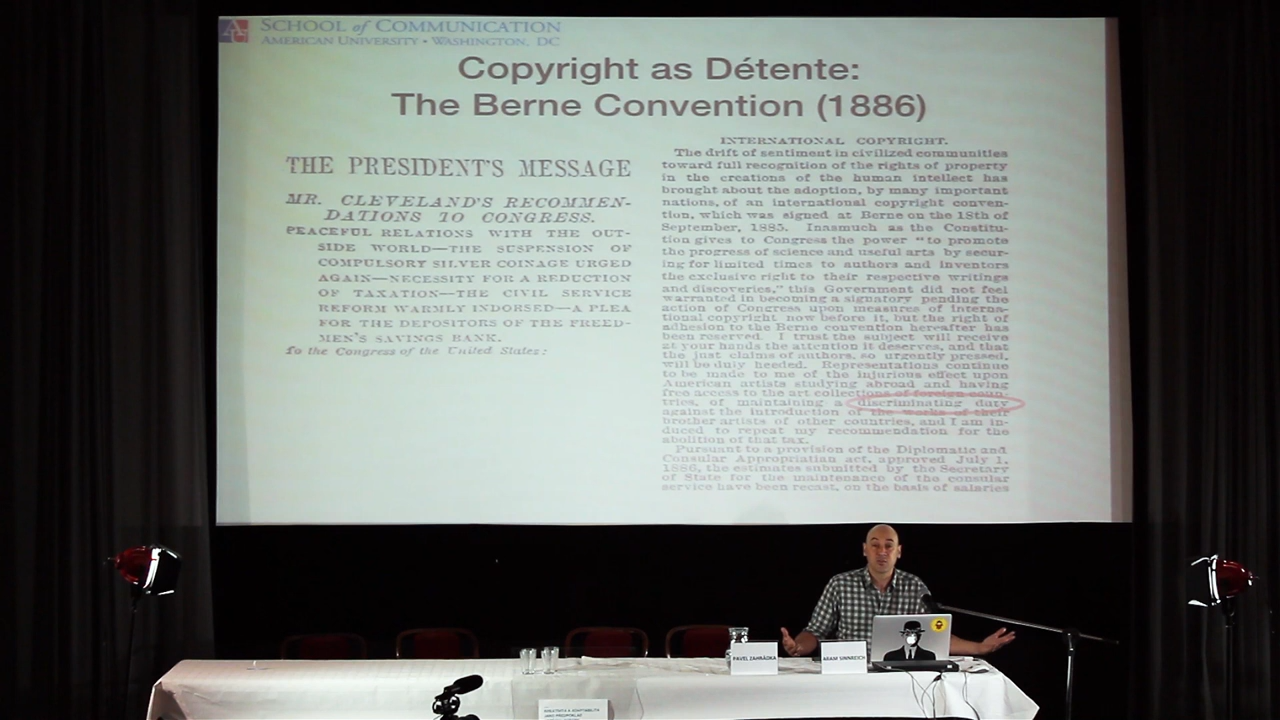 SCHOOL of COMMUNICATION
AMERICAN UNIVERSITY • WASHINGTON, DC
Copyright as Détente:
The Berne Convention (1886)
THE PRESIDENT'S MESSAGE
MR. CLEVELAND'S RECOMMEN-
DATIONS TO CONGRESS.
PEACEFUL RELATIONS WITH THE OUT-
SIDE WORLD—THE SUSPENSION OF
COMPULSORY SILVER COINAGE URGED
AGAIN—NECESSITY FOR A REDUCTION
OF TAXATION—THE CIVIL SERVICE
REFORM WARMLY INDORSED—A PLEA
FOR THE DEPOSITORS OF THE FREED-
MEN'S SAVINGS BANK.
To the Congress of the United States:
INTERNATIONAL COPYRIGHT.
The drift of sentiment in civilized communities
toward full recognition of the rights of property
in the creations of the human intellect has
brought about the adoption, by many important
nations, of an international copyright conven-
tion, which was signed at Berne on the 18th of
September, 1885. Inasmuch as the Constitu-
tion gives to Congress the power "to promote
the progress of science and useful arts by secur-
ing for limited times to authors and inventors
the exclusive right to their respective writings
and discoveries," this Government did not feel
warranted in becoming a signatory pending the
action of Congress upon measures of interna-
tional copyright now before it, but the right of
adhesion to the Berne convention hereafter has
been reserved. I trust the subject will receive
at your hands the attention it deserves, and that
the just claims of authors, so urgently pressed,
will be duly heeded. Representations continue
to be made to me of the injurious effect upon
American artists studying abroad and having
free access to the art collections of foreign coun-
tries, of maintaining a discriminating duty
against the introduction of the works of their
brother artists of other countries, and I am in-
duced to repeat my recommendation for the
abolition of that tax.
Pursuant to a provision of the Diplomatic and
Consular Appropriation act, approved July 1,
1886, the estimates submitted by the Secretary
of State for the maintenance of the consular
service have been recast, on the basis of salaries
PAVEL ZAHRÁDKA
ARAM SINNREICH